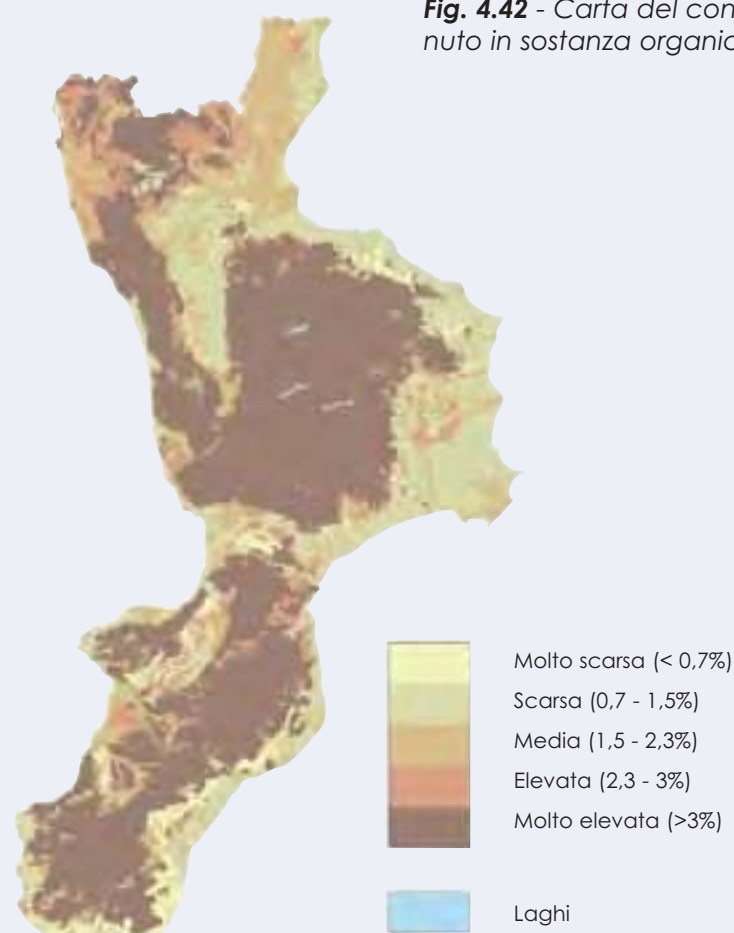 Fig. 4.42 - Carta del con
nuto in sostanza organic
Molto scarsa (< 0,7%)
Scarsa (0,7 - 1,5%)
Media (1,5 - 2,3%)
Elevata (2,3 - 3%)
Molto elevata (>3%)
Laghi